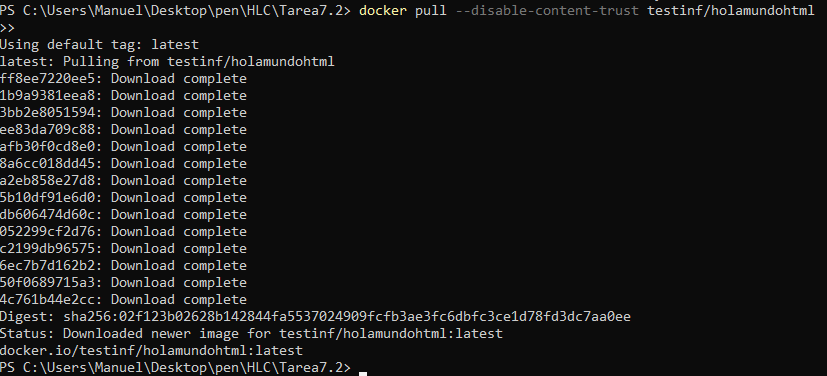 PS C:\Users\Manuel\Desktop\pen\HLC\Tarea7.2> docker pull --disable-content-trust testinf/holamundohtml
>>
Using default tag: latest
latest: Pulling from testinf/holamundohtml
ff8ee7220ee5: Download complete
1b9a9381eea8: Download complete
3bb2e8051594: Download complete
ee83da709c88: Download complete
afb30f0cd8e0: Download complete
8a6cc018dd45: Download complete
a2eb858e27d8: Download complete
5b10df91e6d0: Download complete
db606474d60c: Download complete
052299cf2d76: Download complete
c2199db96575: Download complete
6ec7b7d162b2: Download complete
50f0689715a3: Download complete
4c761b44e2cc: Download complete
Digest: sha256:02f123b02628b142844fa5537024909fcfb3ae3fc6dbfc3ce1d78fd3dc7aa0ee
Status: Downloaded newer image for testinf/holamundohtml:latest
docker.io/testinf/holamundohtml:latest
PS C:\Users\Manuel\Desktop\pen\HLC\Tarea7.2>